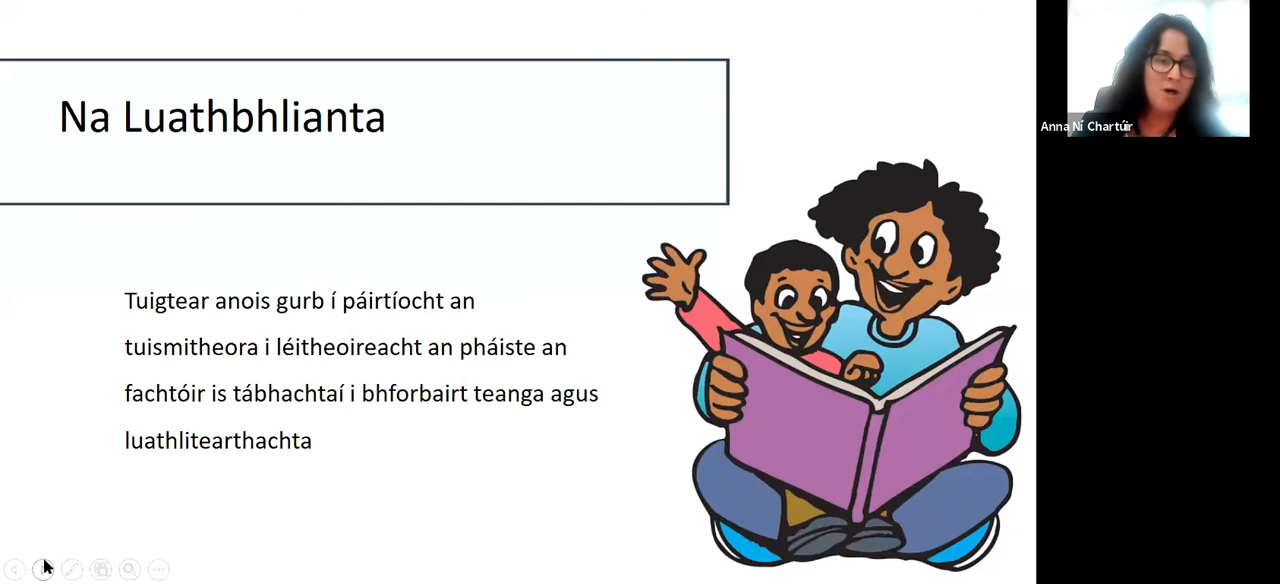 Na Luathbhlianta
Tuigtear anois gurb í páirtíocht an
tuismitheora i léitheoireacht an pháiste an
fachtóir is tábhachtaí i bhforbairt teanga agus
luathlitearthachta
Anna Ní Chartúir